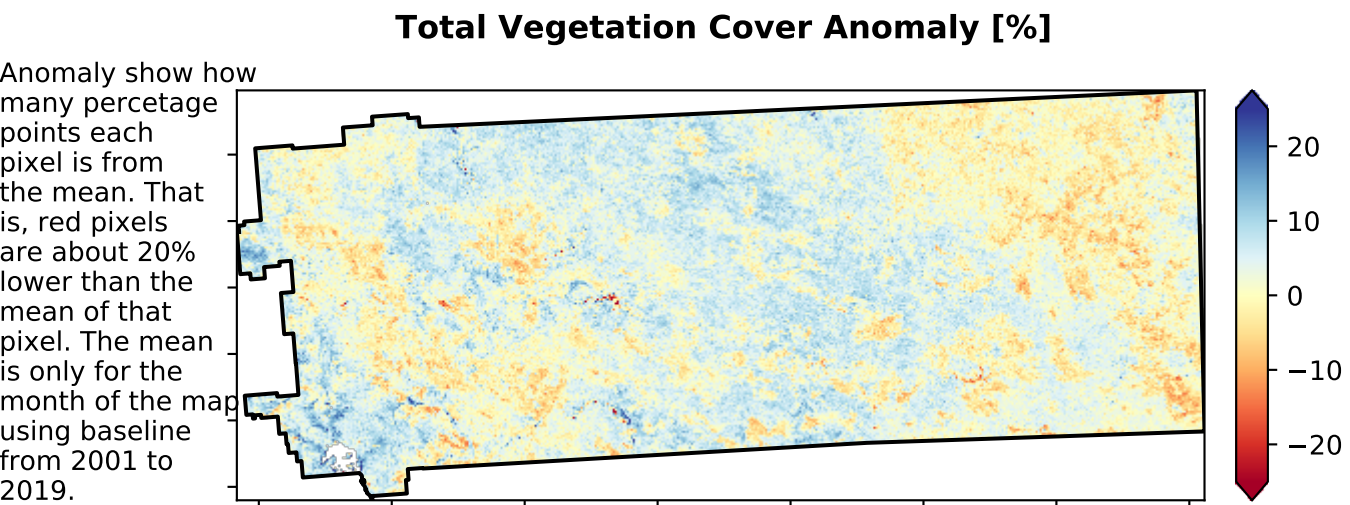 Total Vegetation Cover Anomaly [%]
Anomaly show how
many percetage
points each
pixel is from
the mean. That
is, red pixels
are about 20%
lower than the
mean of that
pixel. The mean
is only for the
month of the map
using baseline
from 2001 to
2019.
20
10
0
−10
−20